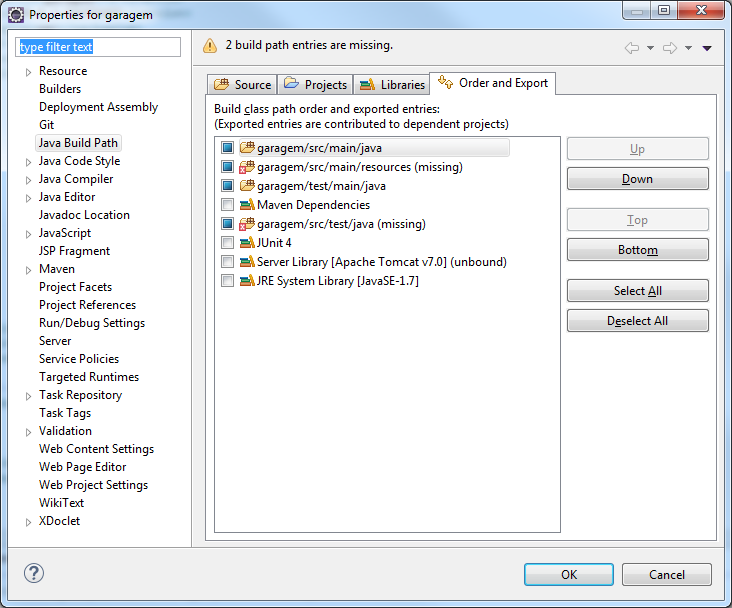 Properties for garagem
type filter text
Resource
Builders
Deployment Assembly
Git
Java Build Path
Java Code Style
Java Compiler
Java Editor
Javadoc Location
JavaScript
JSP Fragment
Maven
Project Facets
Project References
Run/Debug Settings
Server
Service Policies
Targeted Runtimes
Task Repository
Task Tags
Validation
Web Content Settings
Web Page Editor
Web Project Settings
WikiText
XDoclet
2 build path entries are missing.
Source Projects Libraries Order and Export
Build class path order and exported entries:
(Exported entries are contributed to dependent projects)
garagem/src/main/java
garagem/src/main/resources (missing)
garagem/test/main/java
Maven Dependencies
garagem/src/test/java (missing)
JUnit 4
Server Library [Apache Tomcat v7.0] (unbound)
JRE System Library [JavaSE-1.7]
Up
Down
Top
Bottom
Select All
Deselect All
?
OK Cancel